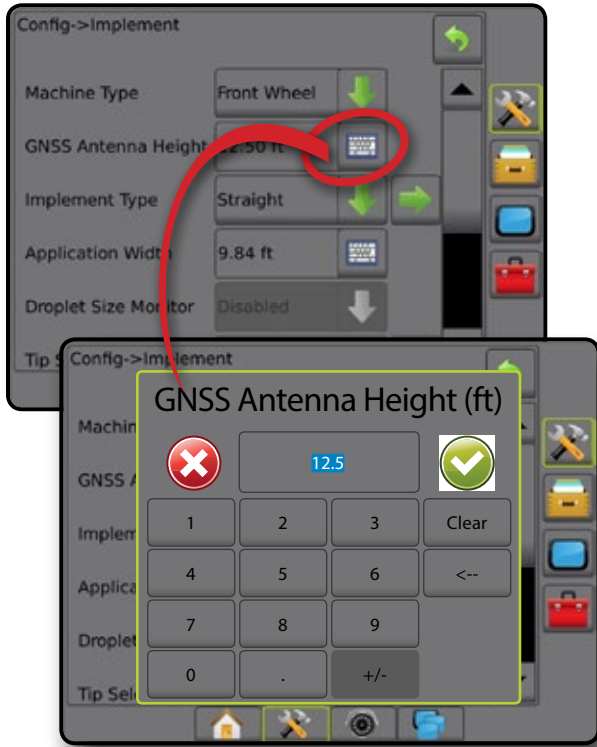 Config->Implement
Machine Type Front Wheel
GNSS Antenna Height 12.50 ft
Implement Type Straight
Application Width 9.84 ft
Droplet Size Monitor Disabled
Tip S
Config->Implement
GNSS Antenna Height (ft)
Machin
12.5
GNSS A
1 2 3 Clear
Implem
4 5 6 <--
Applica
7 8 9
Droplet
0 . +/-
Tip Sele